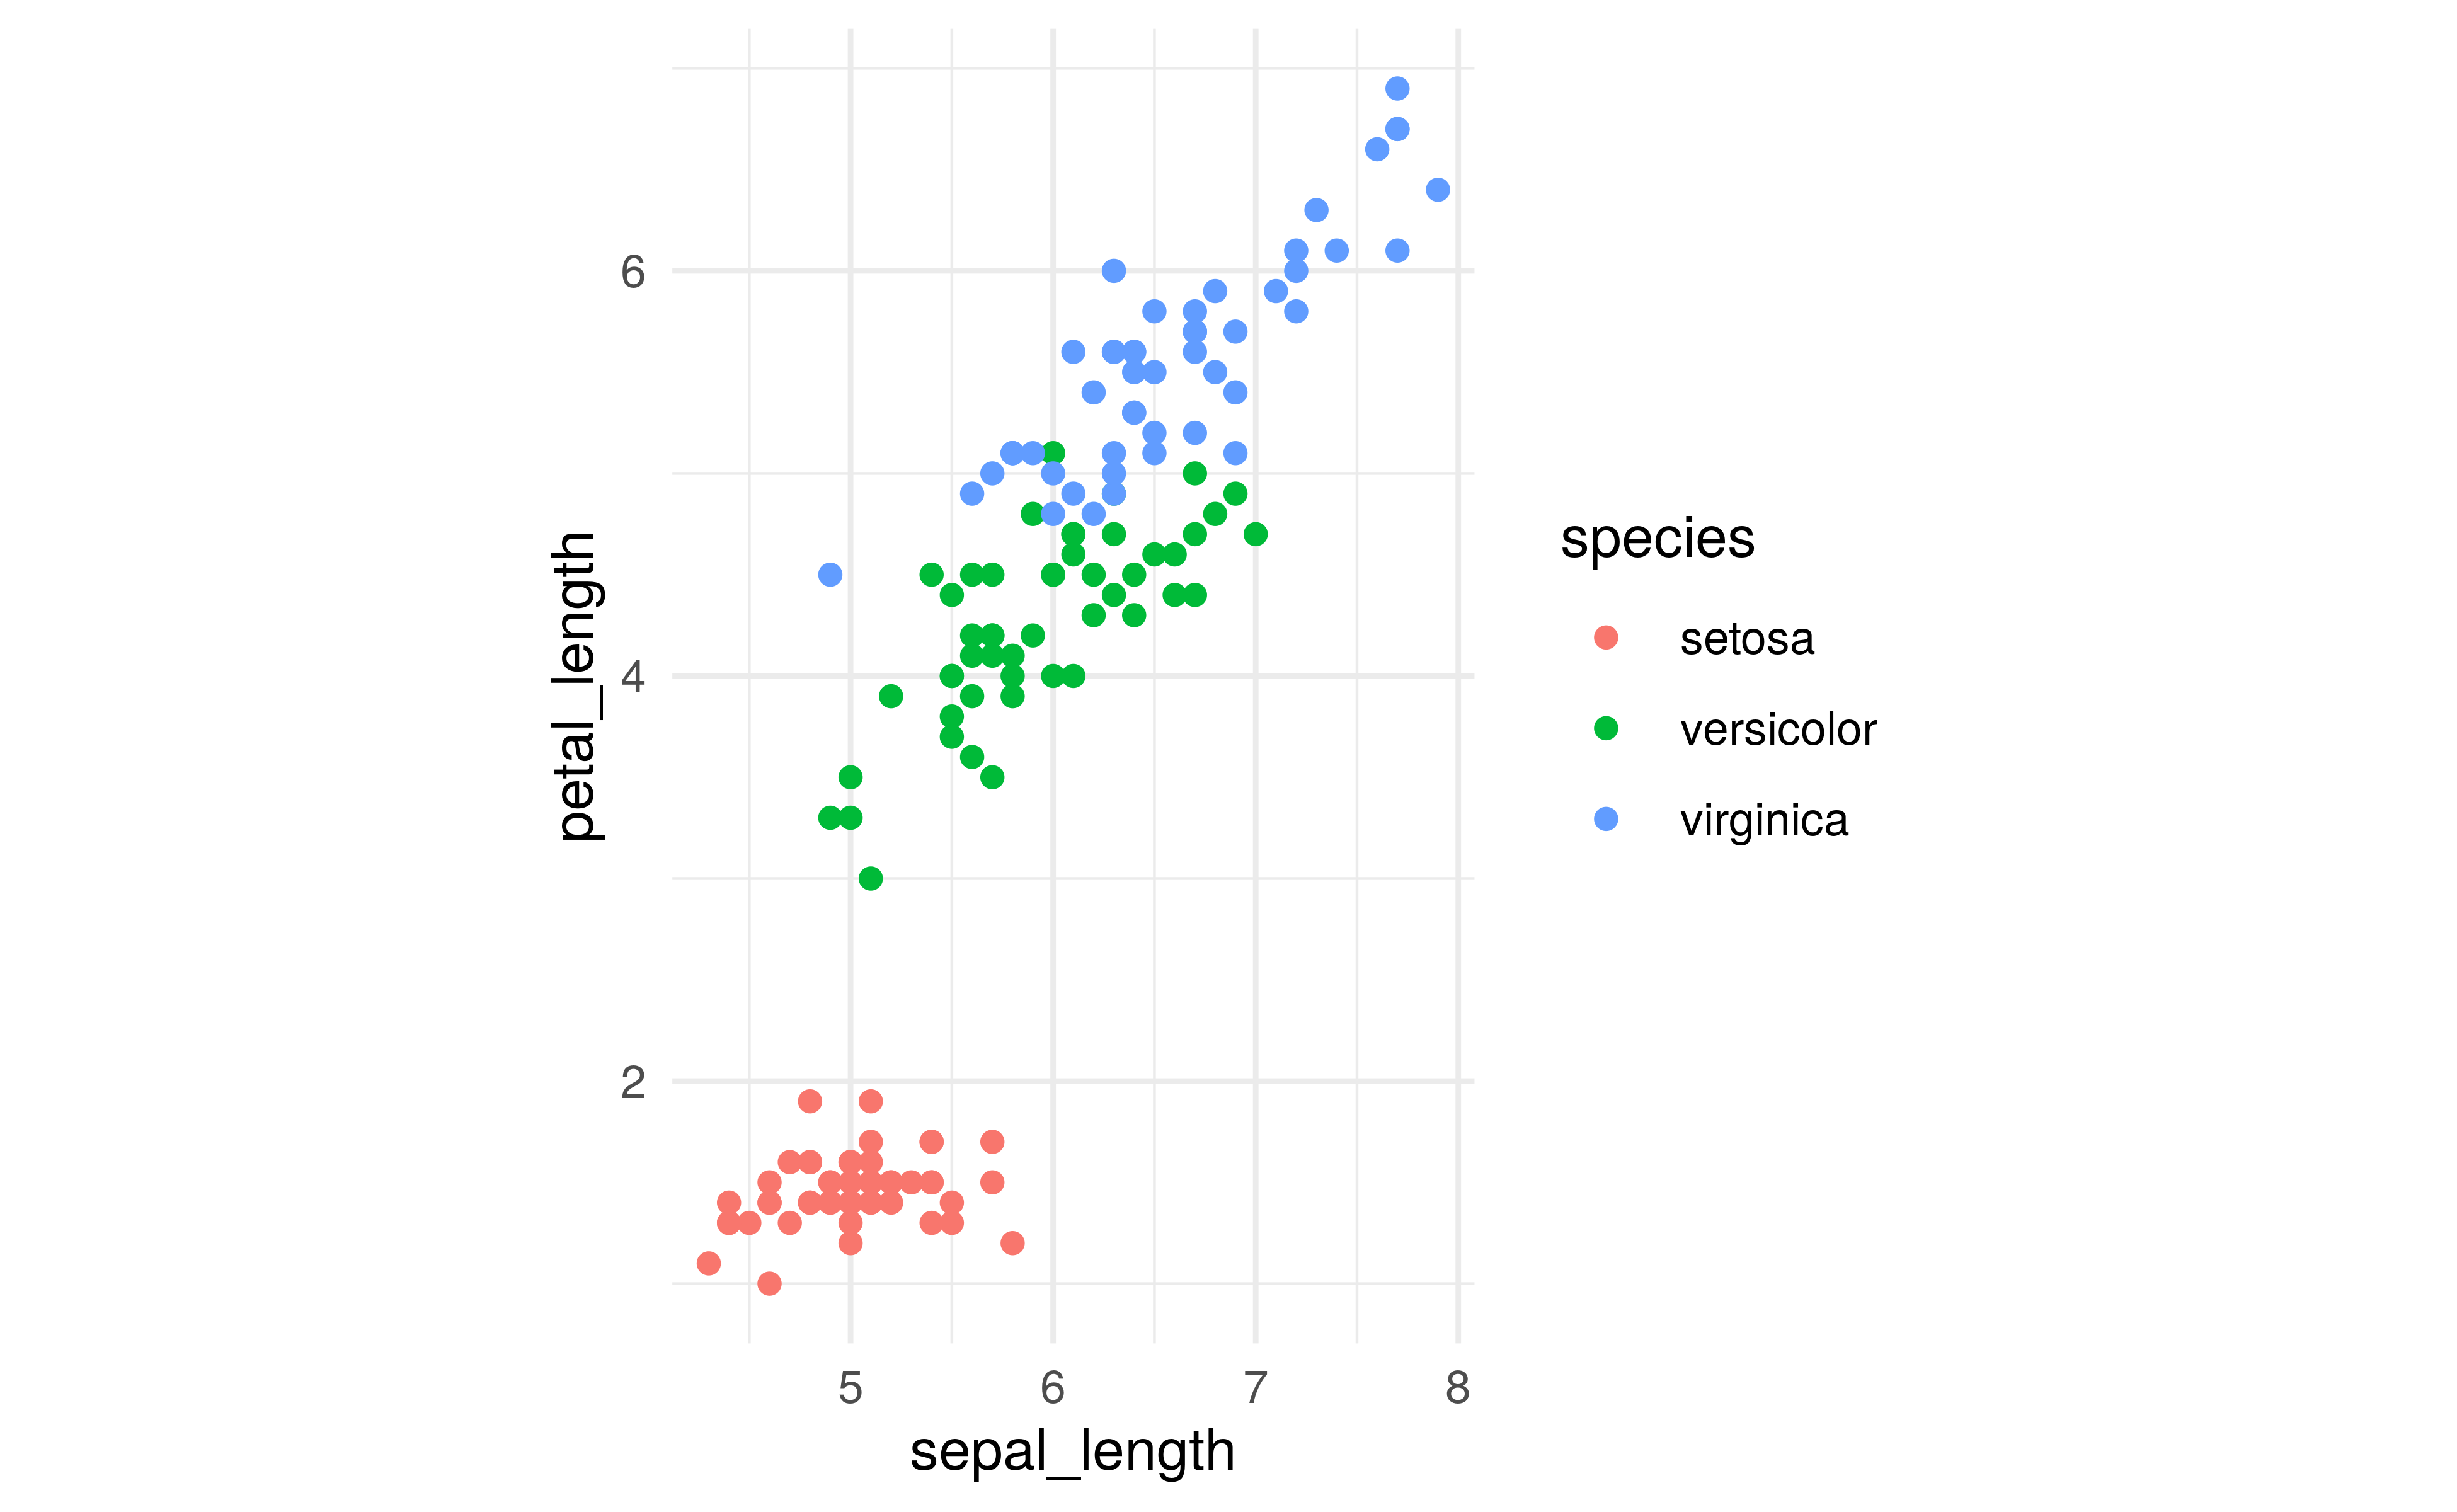 6
4
2
petal_length
5 6 7 8
sepal_length
species
setosa
versicolor
virginica